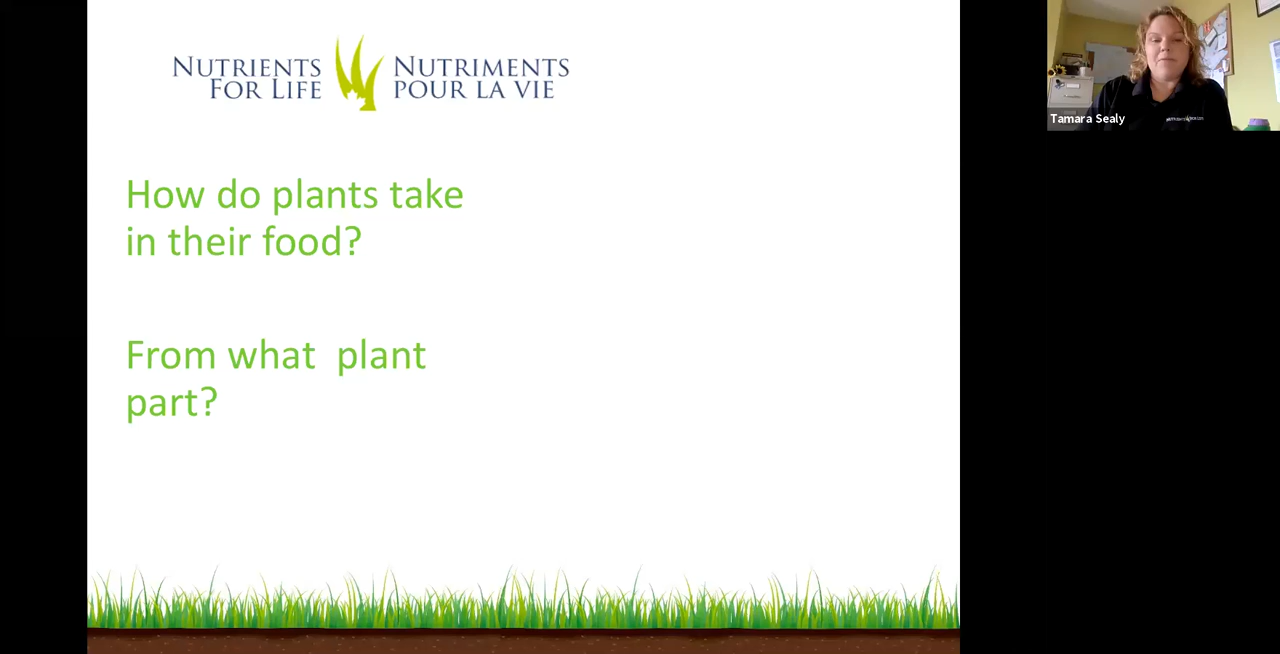 NUTRIENTS FOR LIFE
NUTRIMENTS POUR LA VIE
How do plants take
in their food?
From what plant
part?
Tamara Sealy